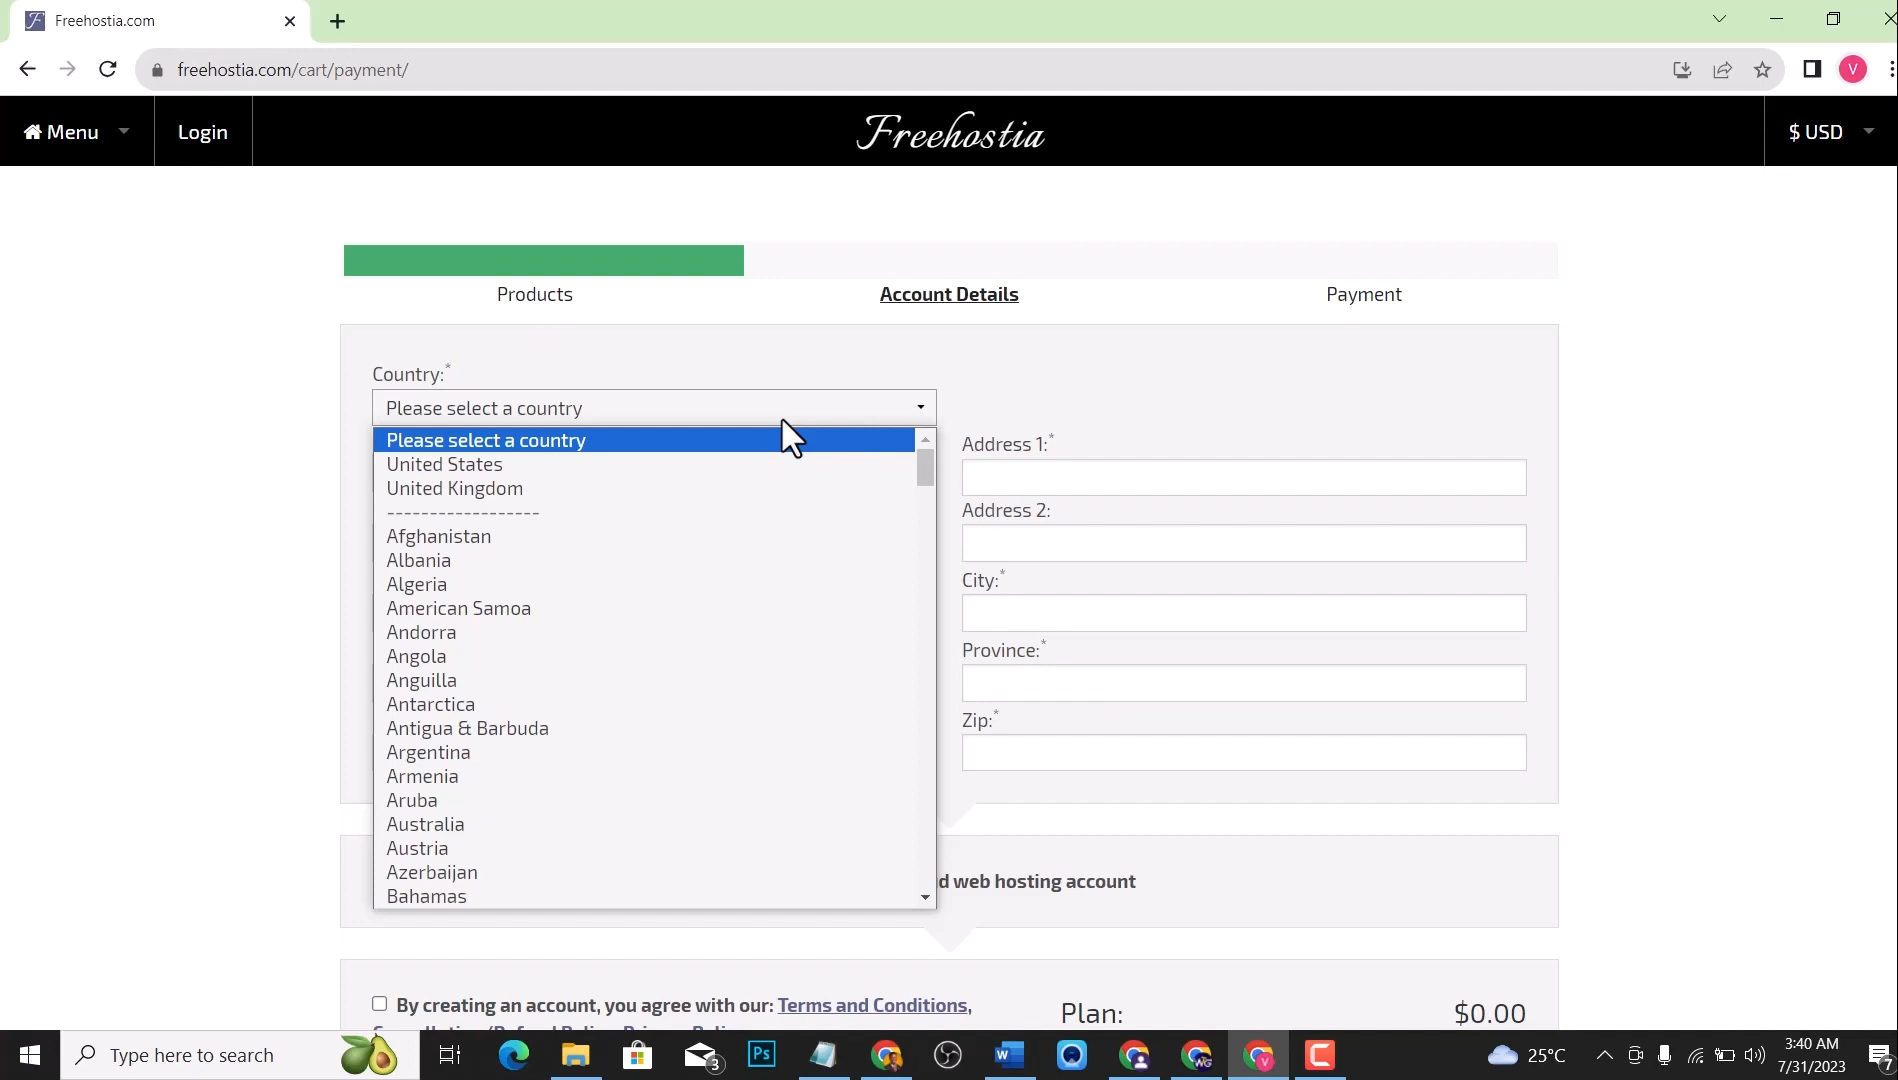 Freehostia.com
freehostia.com/cart/payment/
V
Menu
Login
Freehostia
$ USD
Products
Account Details
Payment
Country:*
Please select a country
Please select a country
United States
United Kingdom
------------------
Afghanistan
Albania
Algeria
American Samoa
Andorra
Angola
Anguilla
Antarctica
Antigua & Barbuda
Argentina
Armenia
Aruba
Australia
Austria
Azerbaijan
Bahamas
Address 1:*
Address 2:
City:*
Province:*
Zip:*
d web hosting account
By creating an account, you agree with our: Terms and Conditions,
Plan:
$0.00
Type here to search
3
Ps
W
25°C
3:40 AM
7/31/2023
7